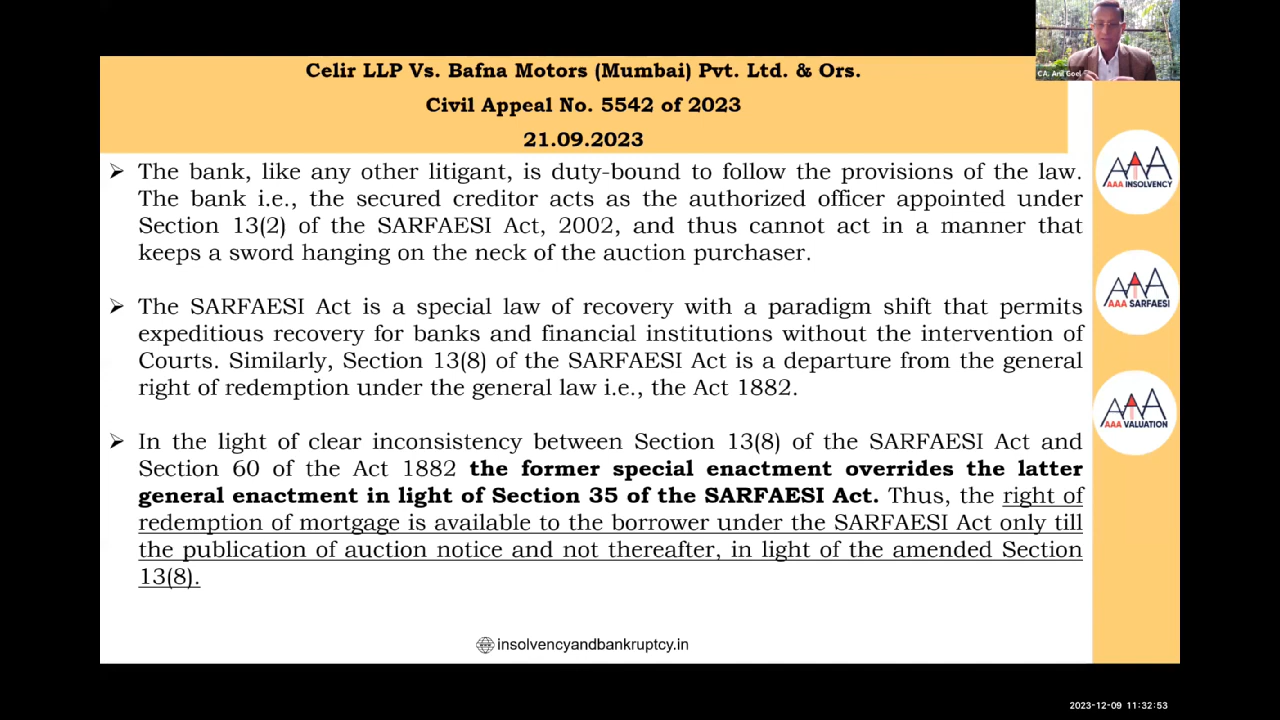 Celir LLP Vs. Bafna Motors (Mumbai) Pvt. Ltd. & Ors.
Civil Appeal No. 5542 of 2023
21.09.2023
CA. Anil Goel
➢ The bank, like any other litigant, is duty-bound to follow the provisions of the law.
The bank i.e., the secured creditor acts as the authorized officer appointed under
Section 13(2) of the SARFAESI Act, 2002, and thus cannot act in a manner that
keeps a sword hanging on the neck of the auction purchaser.
➢ The SARFAESI Act is a special law of recovery with a paradigm shift that permits
expeditious recovery for banks and financial institutions without the intervention of
Courts. Similarly, Section 13(8) of the SARFAESI Act is a departure from the general
right of redemption under the general law i.e., the Act 1882.
➢ In the light of clear inconsistency between Section 13(8) of the SARFAESI Act and
Section 60 of the Act 1882 the former special enactment overrides the latter
general enactment in light of Section 35 of the SARFAESI Act. Thus, the right of
redemption of mortgage is available to the borrower under the SARFAESI Act only till
the publication of auction notice and not thereafter, in light of the amended Section
13(8).
AAA INSOLVENCY
AAA SARFAESI
AAA VALUATION
insolvencyandbankruptcy.in
2023-12-09 11:32:53